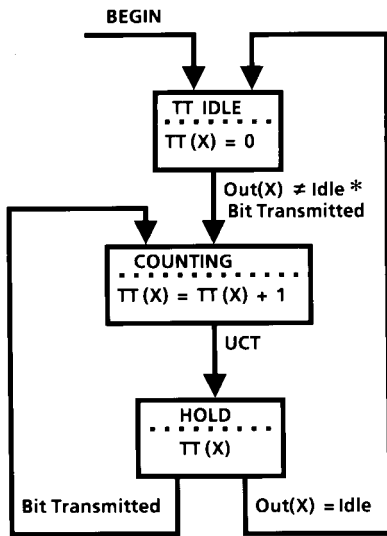 BEGIN
TT IDLE
TT(X) = 0
Out(X) ≠ Idle *
Bit Transmitted
COUNTING
TT(X) = TT(X) + 1
UCT
HOLD
TT(X)
Bit Transmitted
Out(X) = Idle